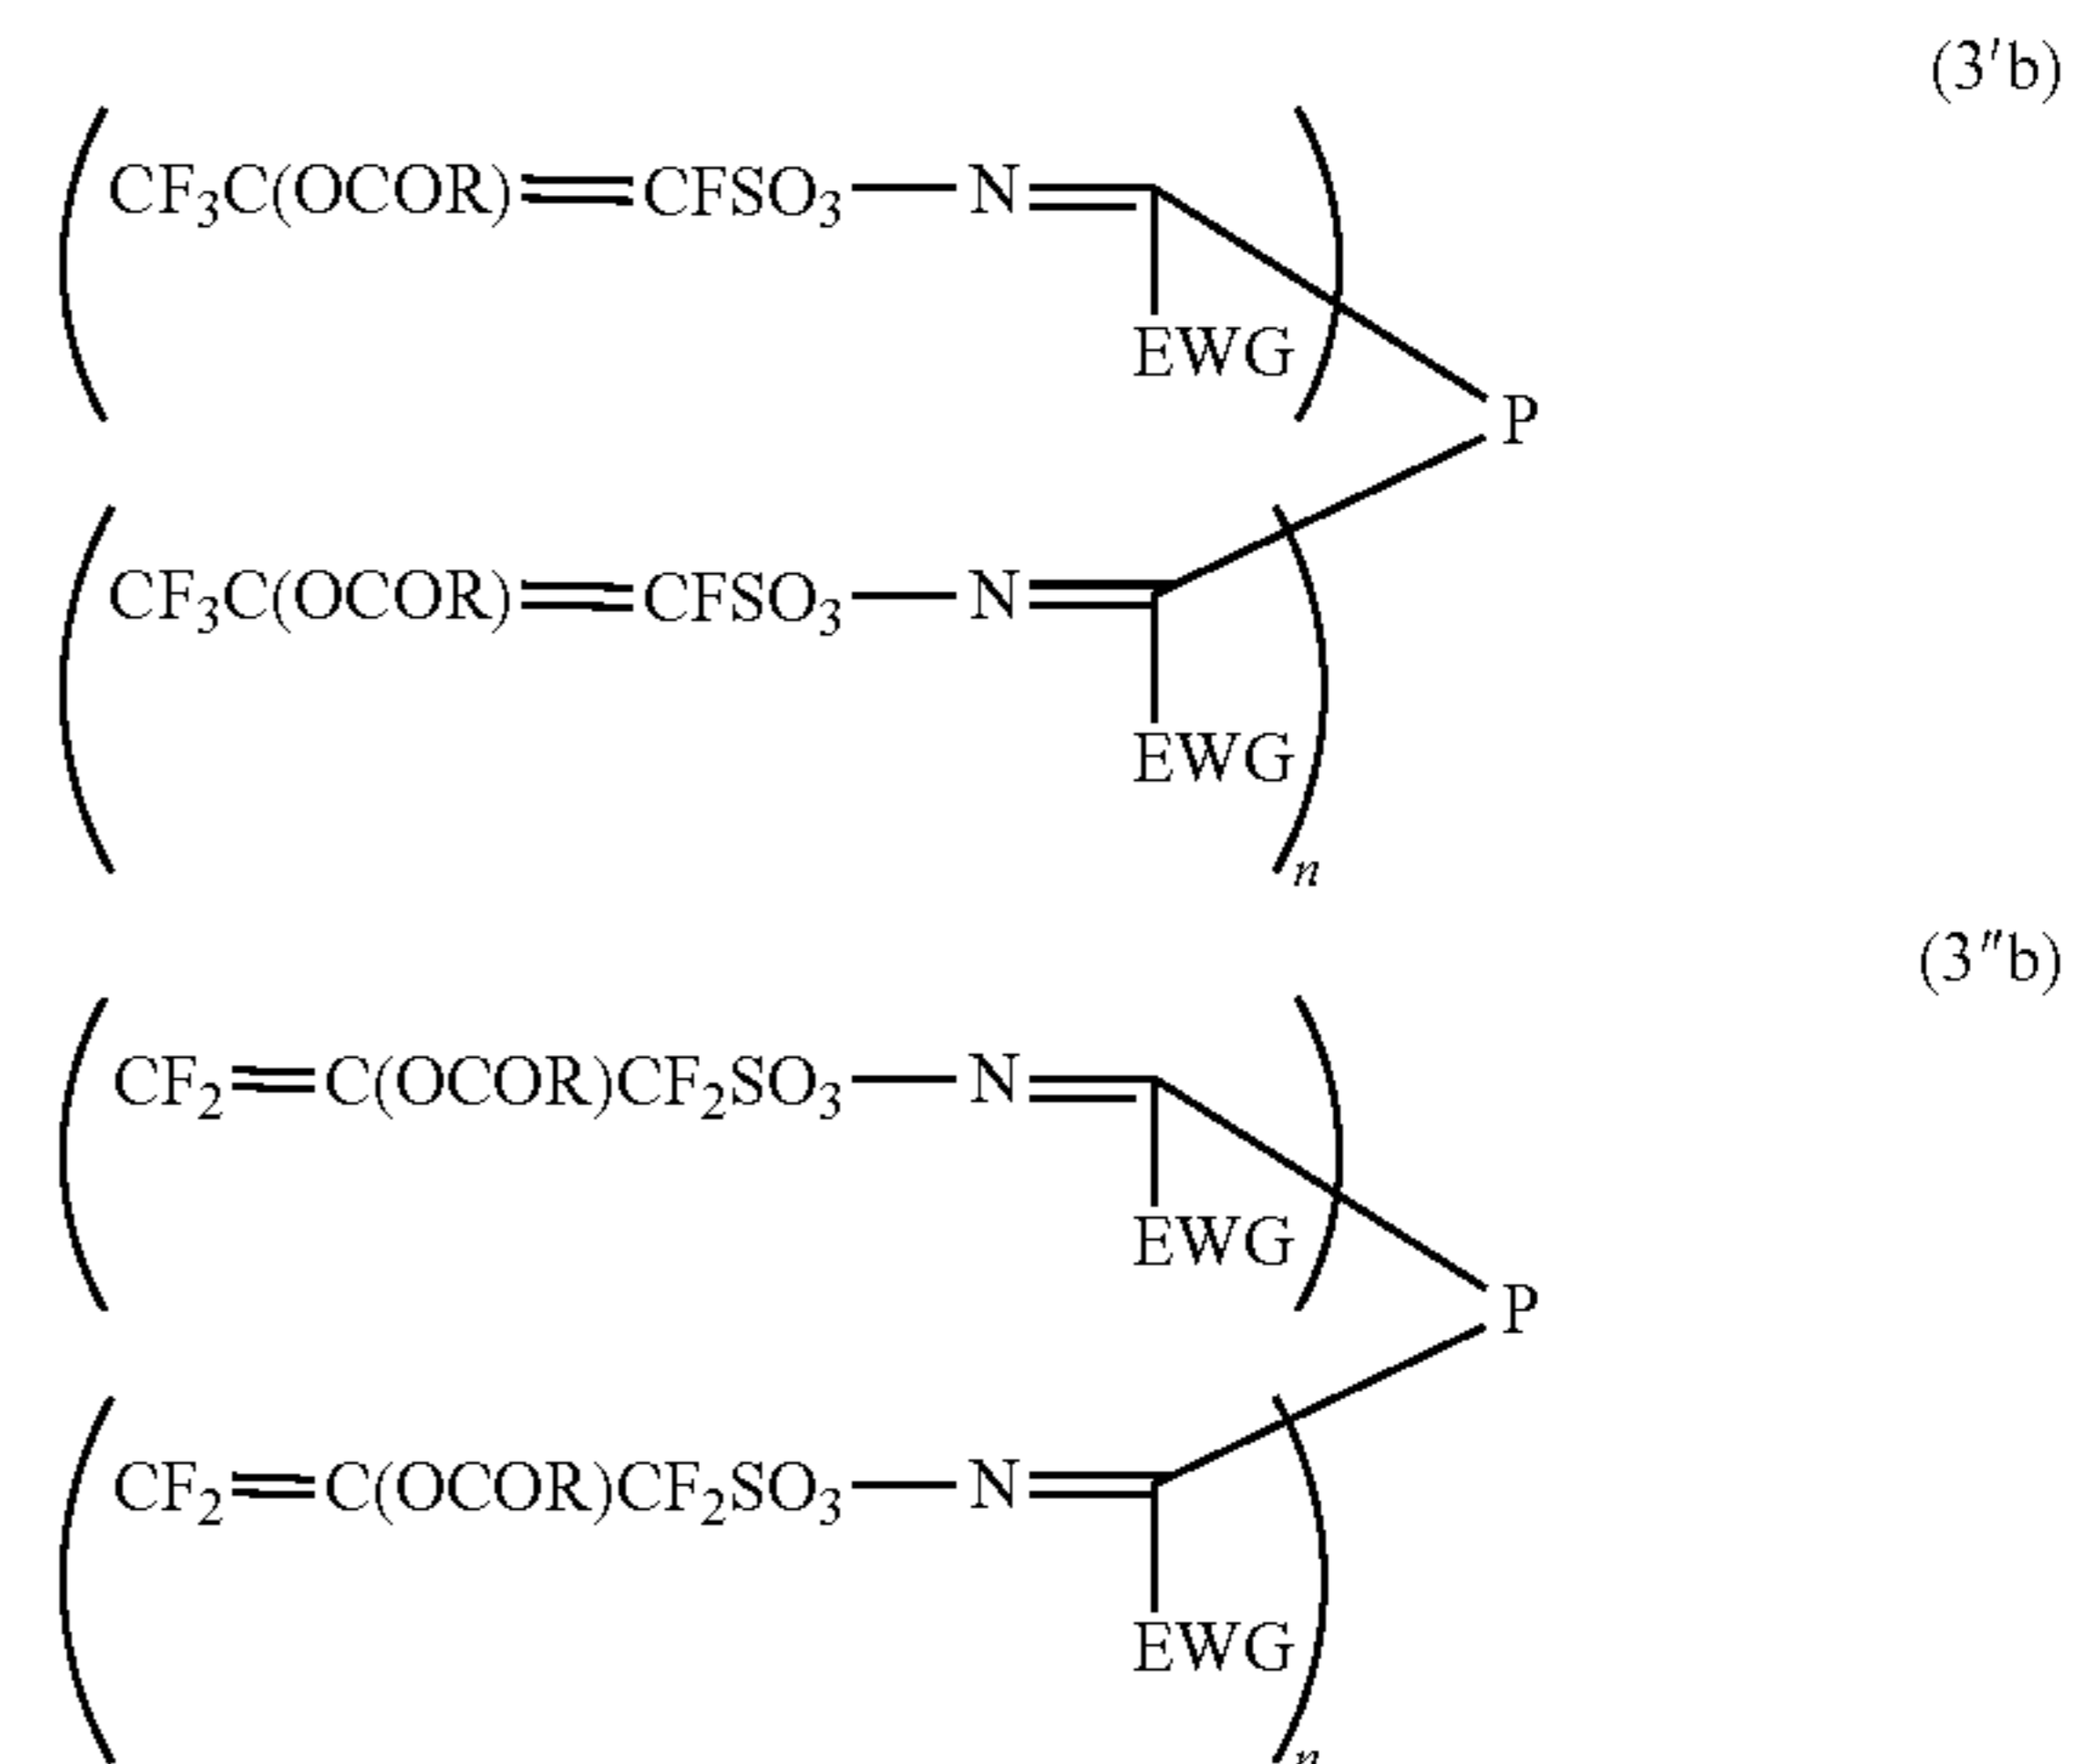 (3′b)
CF₃C(OCOR)═CFSO₃—N═
EWG
P
CF₃C(OCOR)═CFSO₃—N═
EWG
n
(3″b)
CF₂═C(OCOR)CF₂SO₃—N═
EWG
P
CF₂═C(OCOR)CF₂SO₃—N═
EWG
n